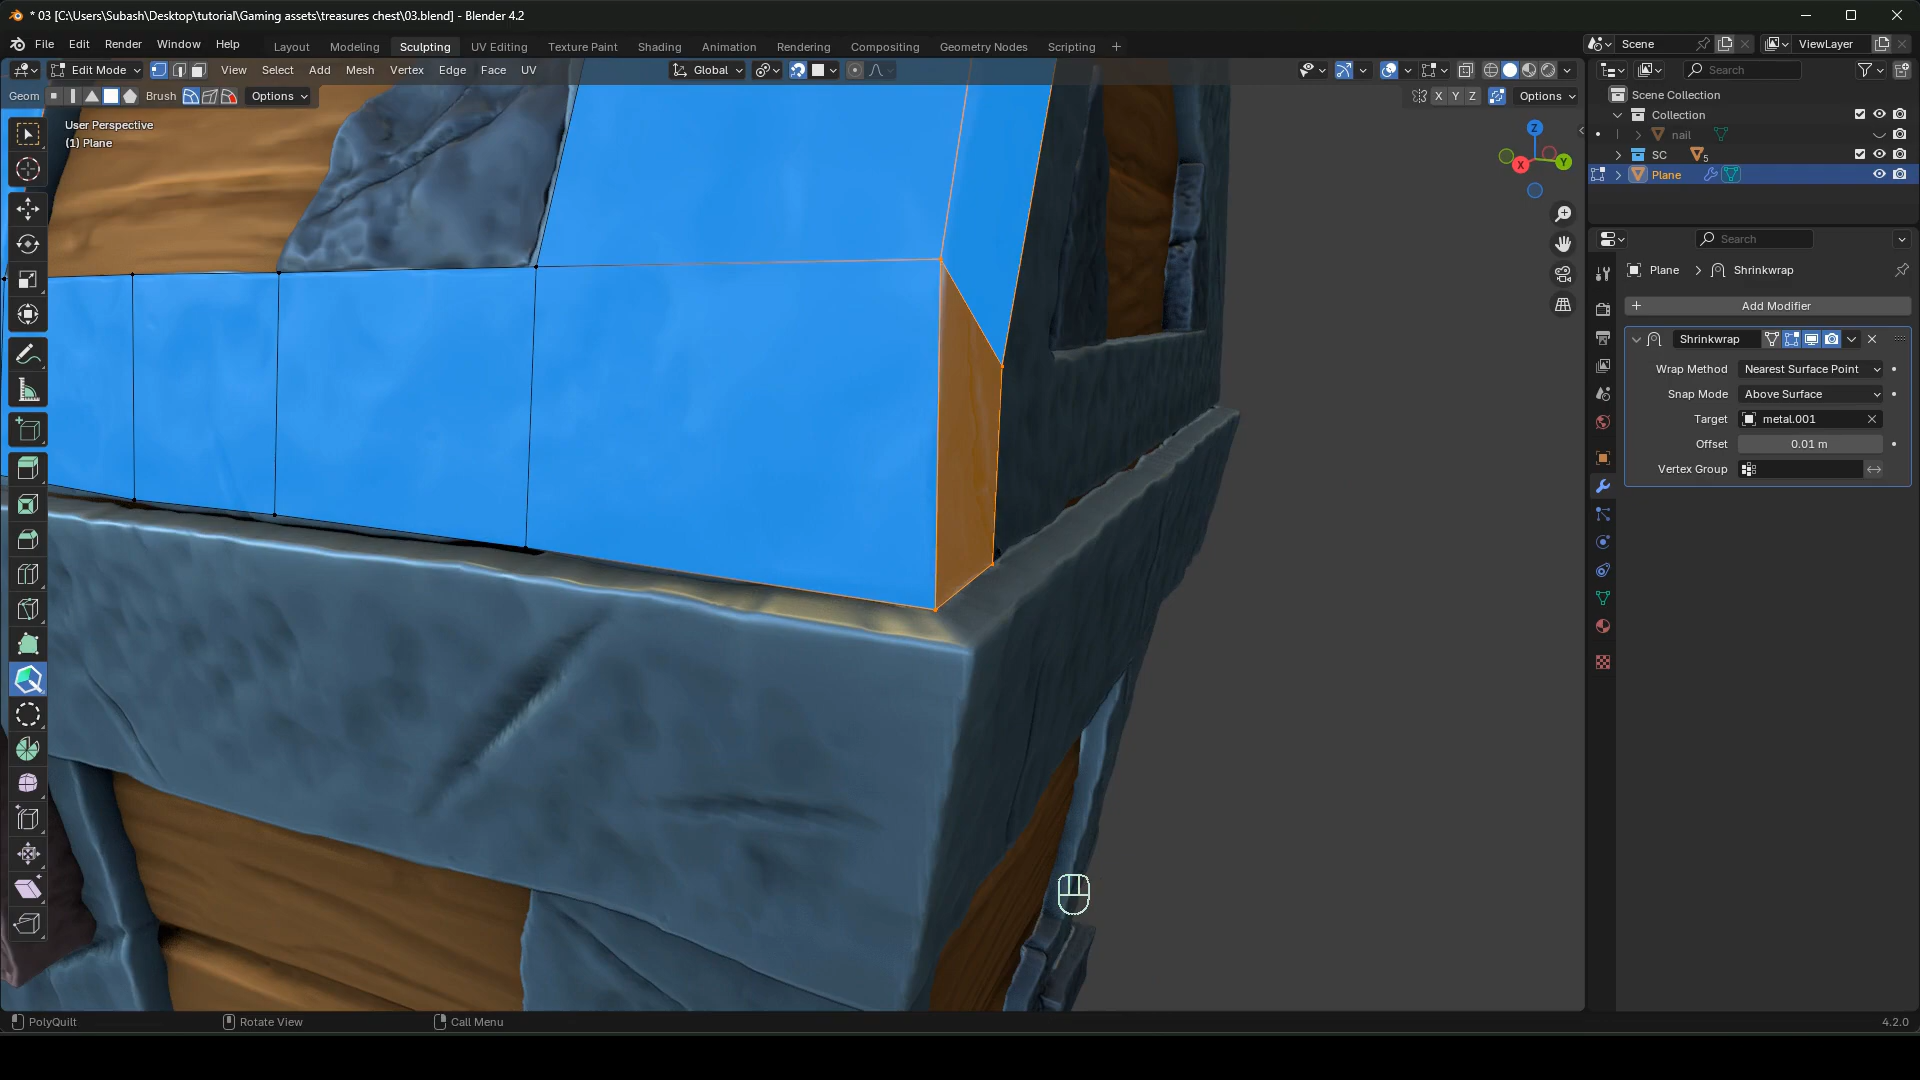 * 03 [C:\Users\Subash\Desktop\tutorial\Gaming assets\treasures chest\03.blend] - Blender 4.2
File Edit Render Window Help
Layout Modeling Sculpting UV Editing Texture Paint Shading Animation Rendering Compositing Geometry Nodes Scripting +
Scene
ViewLayer
Edit Mode View Select Add Mesh Vertex Edge Face UV
Global
Search
Geom Brush Options
X Y Z Options
User Perspective
(1) Plane
Z
X Y
Scene Collection
Collection
nail
SC 5
Plane
Search
Plane > Shrinkwrap
+ Add Modifier
Shrinkwrap
Wrap Method Nearest Surface Point
Snap Mode Above Surface
Target metal.001
Offset 0.01 m
Vertex Group
PolyQuilt Rotate View Call Menu
4.2.0